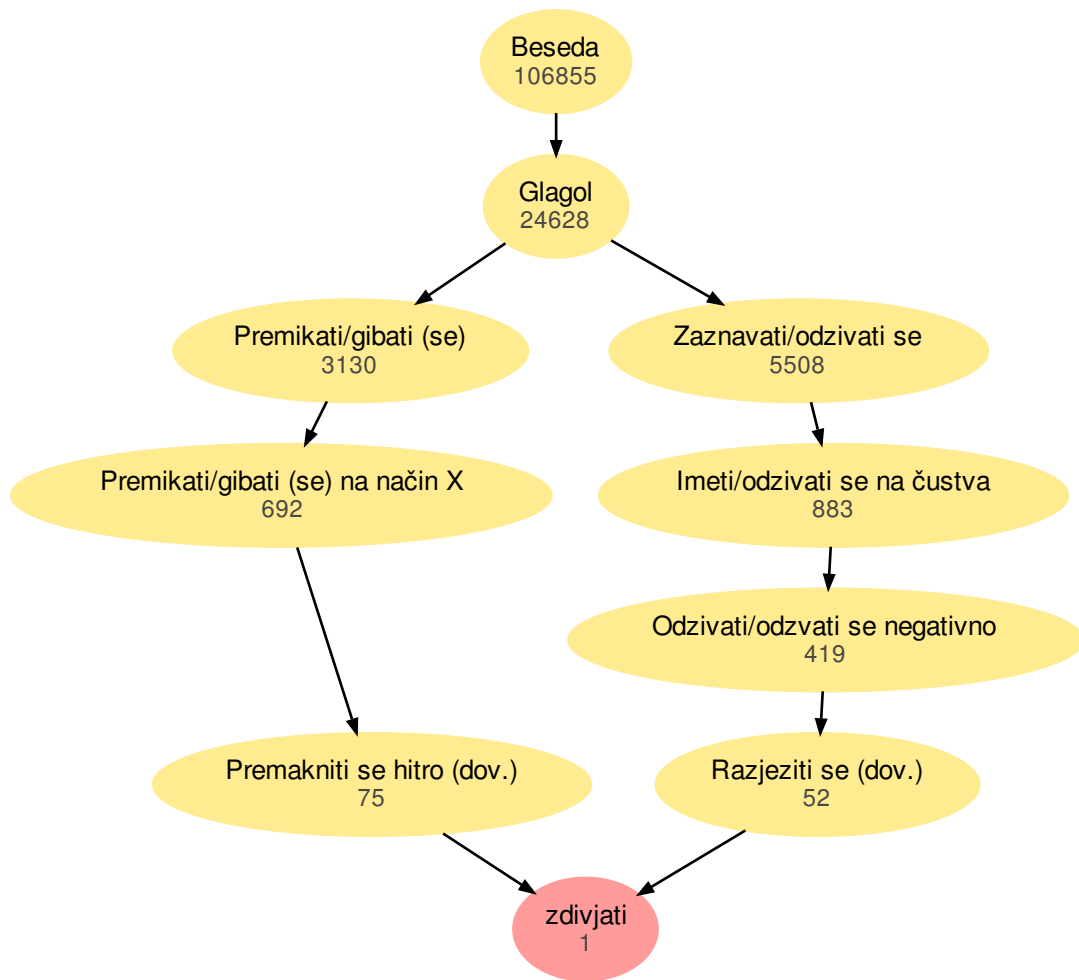 Beseda
106855
Glagol
24628
Premikati/gibati (se)
3130
Zaznavati/odzivati se
5508
Premikati/gibati (se) na način X
692
Imeti/odzivati se na čustva
883
Odzivati/odzvati se negativno
419
Premakniti se hitro (dov.)
75
Razjeziti se (dov.)
52
zdivjati
1